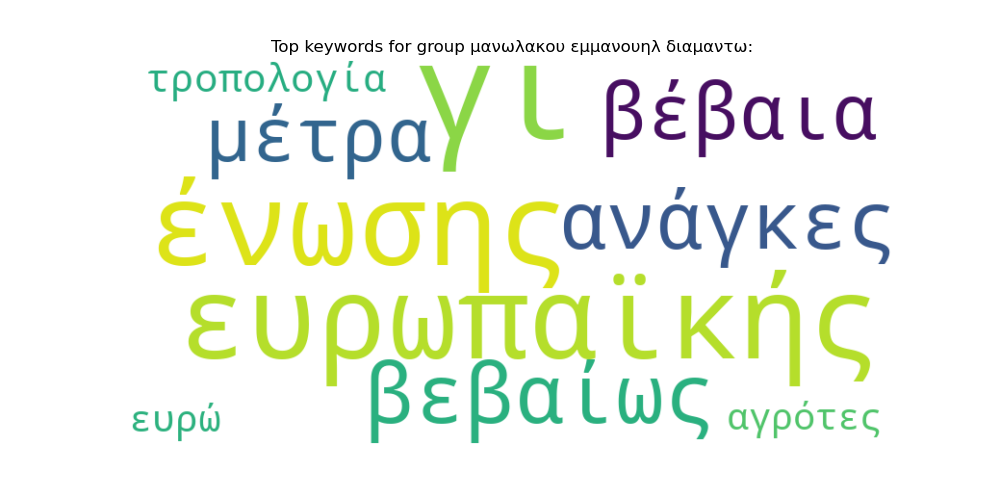 Top keywords for group μανωλακου εμμανουηλ διαμαντω:
τροπολογία
γι
βέβαια
μέτρα
ένωσης
ανάγκες
ευρωπαϊκής
βεβαίως
ευρώ
αγρότες